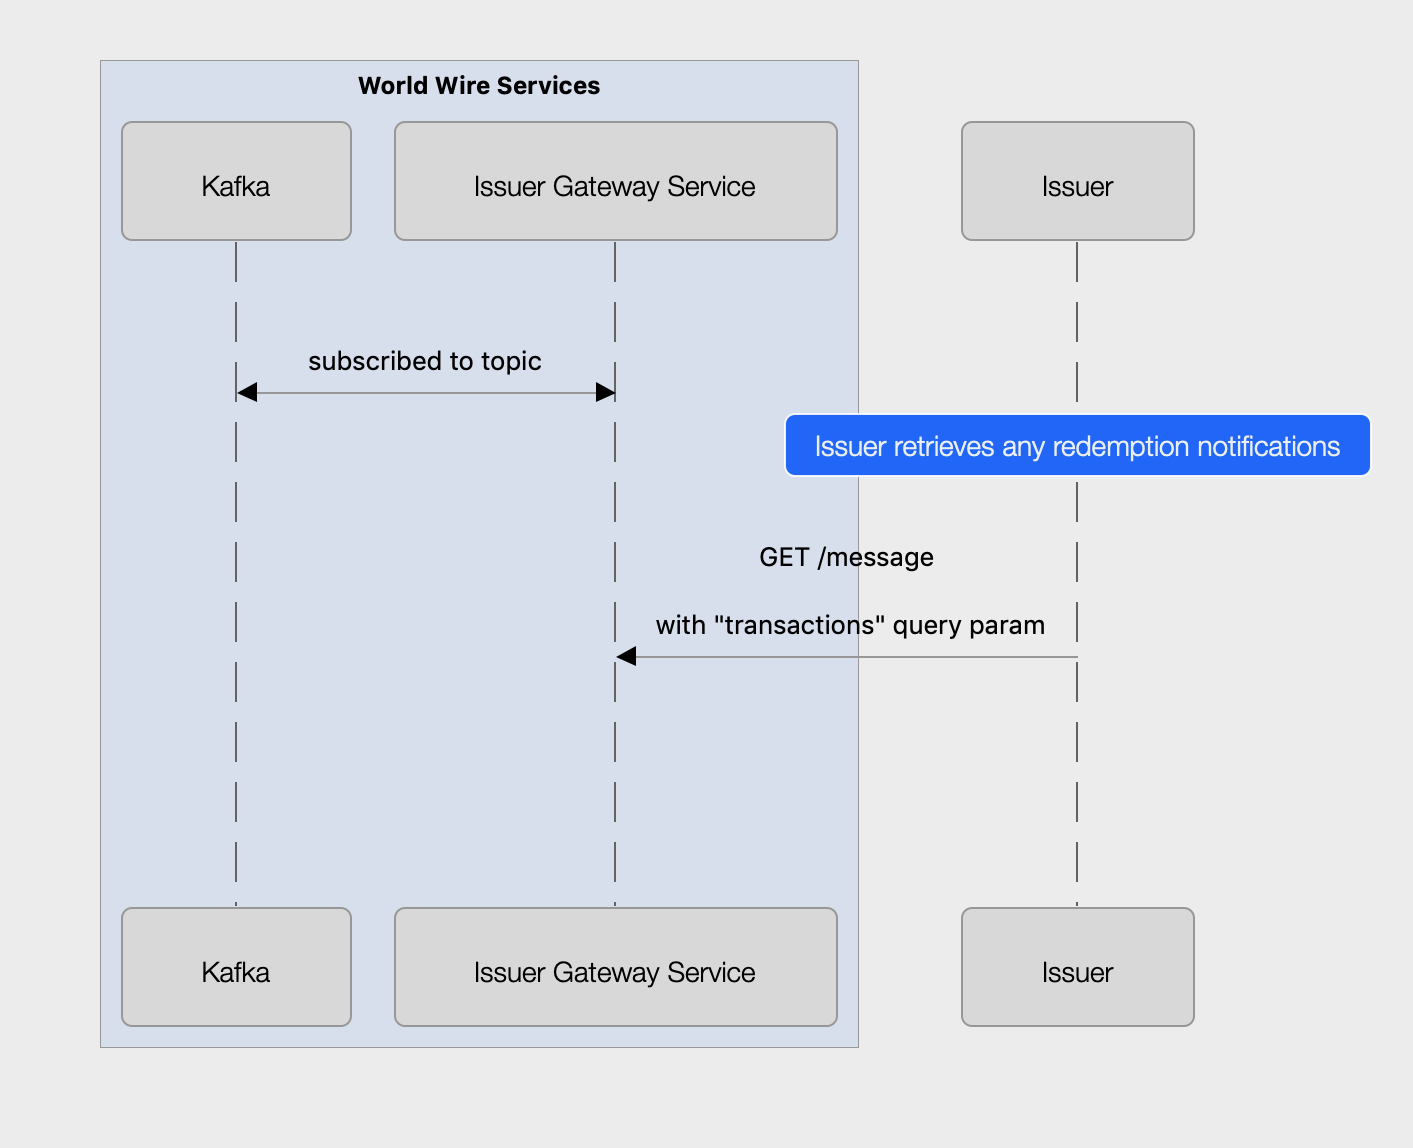 World Wire Services
Kafka
Issuer Gateway Service
Issuer
subscribed to topic
Issuer retrieves any redemption notifications
GET /message
with "transactions" query param
Kafka
Issuer Gateway Service
Issuer